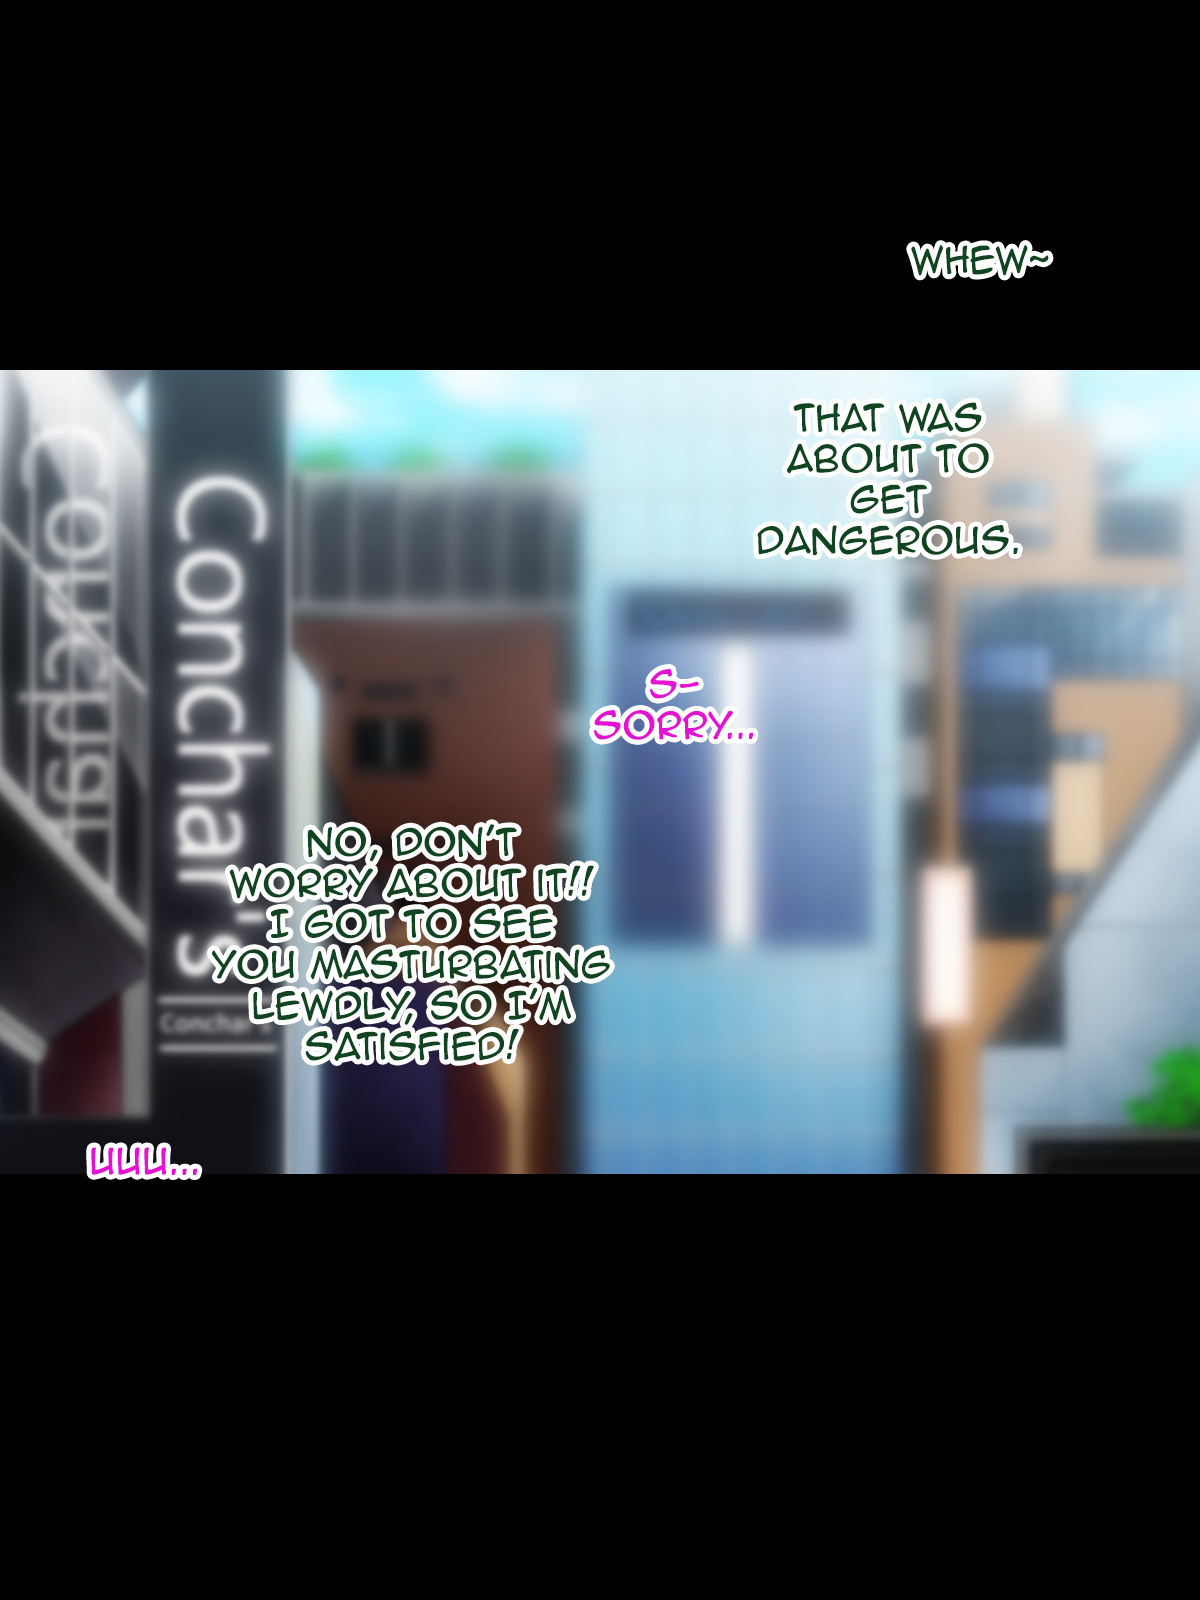 WHEW~
THAT WAS
ABOUT TO
GET
DANGEROUS.
S-
SORRY...
NO, DON'T
WORRY ABOUT IT!!
I GOT TO SEE
YOU MASTURBATING
LEWDLY, SO I'M
SATISFIED!
UUU...
Conchar's
Conchar